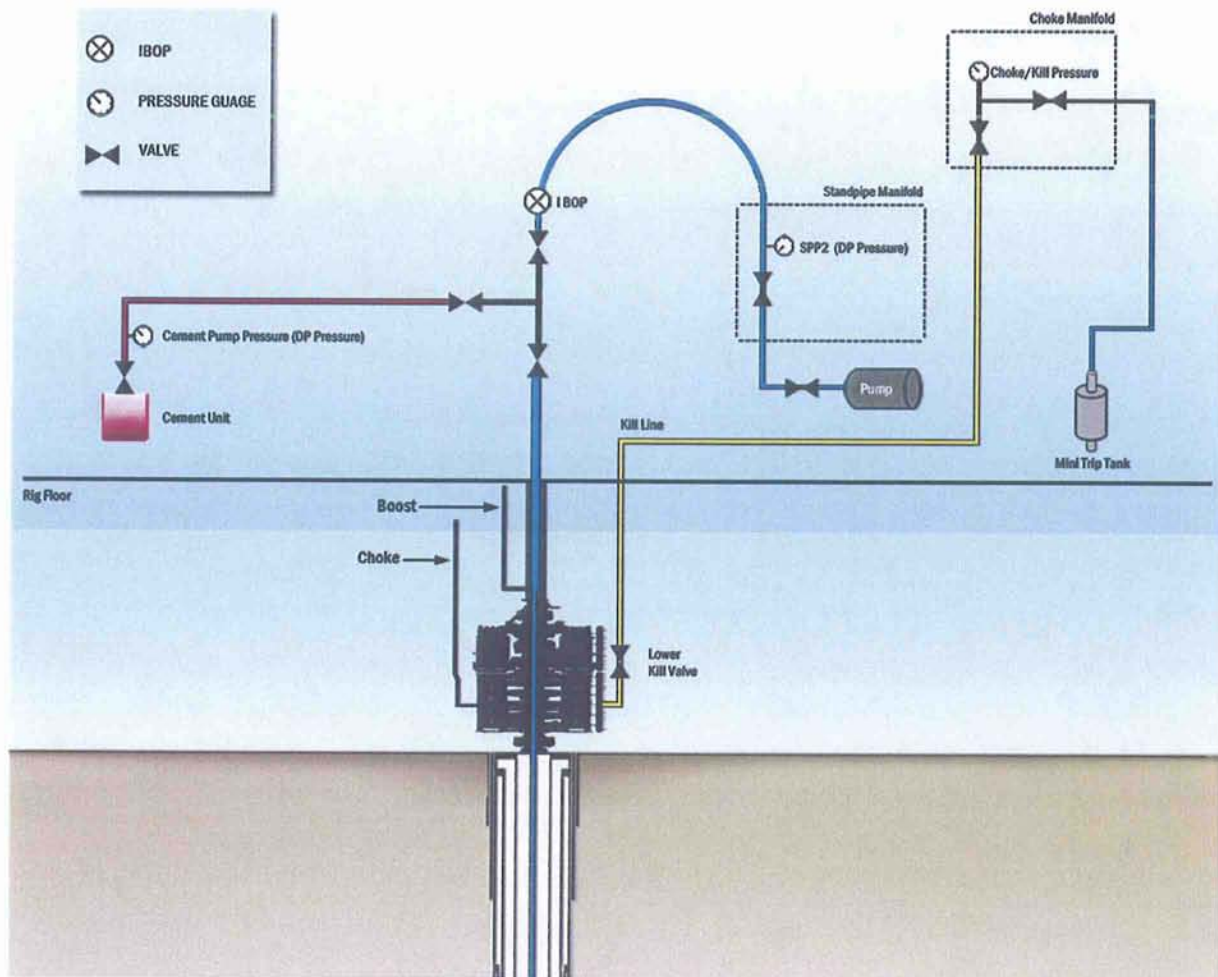 IBOP
PRESSURE GUAGE
VALVE
Choke Manifold
Choke/Kill Pressure
IBOP
Standpipe Manifold
SPP2 (DP Pressure)
Cement Pump Pressure (DP Pressure)
Cement Unit
Pump
Kill Line
Mini Trip Tank
Rig Floor
Boost
Choke
Lower
Kill Valve